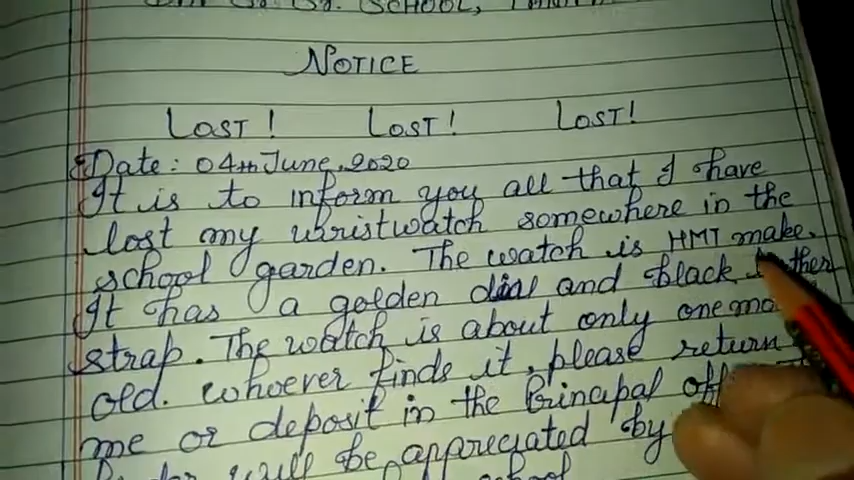 SCHOOL,
NOTICE
LOST! LOST! LOST!
Date: 04th June, 2020
It is to inform you all that I have
lost my wristwatch somewhere in the
school garden. The watch is HMT make.
It has a golden dial and black
strap. The watch is about only one
old. whoever finds it, please return
me or deposit in the Principal
will be appreciated by
school